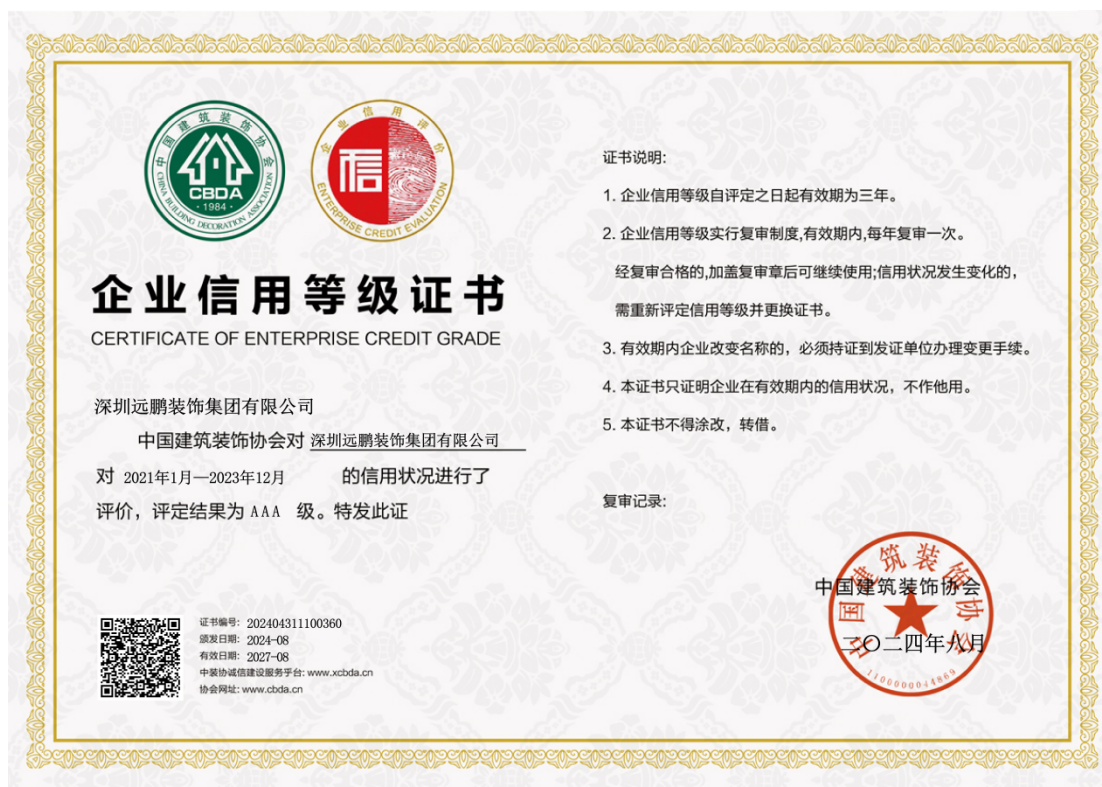 中国建筑装饰协会
CBDA
·1984·
CHINA BUILDING DECORATION ASSOCIATION
企业信用评价
信
ENTERPRISE CREDIT EVALUATION
企业信用等级证书
CERTIFICATE OF ENTERPRISE CREDIT GRADE
深圳远鹏装饰集团有限公司
中国建筑装饰协会对 深圳远鹏装饰集团有限公司
对 2021年1月—2023年12月 的信用状况进行了
评价，评定结果为 AAA 级。特发此证
证书编号: 202404311100360
颁发日期: 2024-08
有效日期: 2027-08
中装协诚信建设服务平台: www.xcbda.cn
协会网址: www.cbda.cn
证书说明:
1. 企业信用等级自评定之日起有效期为三年。
2. 企业信用等级实行复审制度,有效期内,每年复审一次。
经复审合格的,加盖复审章后可继续使用;信用状况发生变化的，
需重新评定信用等级并更换证书。
3. 有效期内企业改变名称的，必须持证到发证单位办理变更手续。
4. 本证书只证明企业在有效期内的信用状况，不作他用。
5. 本证书不得涂改，转借。
复审记录:
中国建筑装饰协会
二〇二四年八月
中国建筑装饰协会
1100000044869